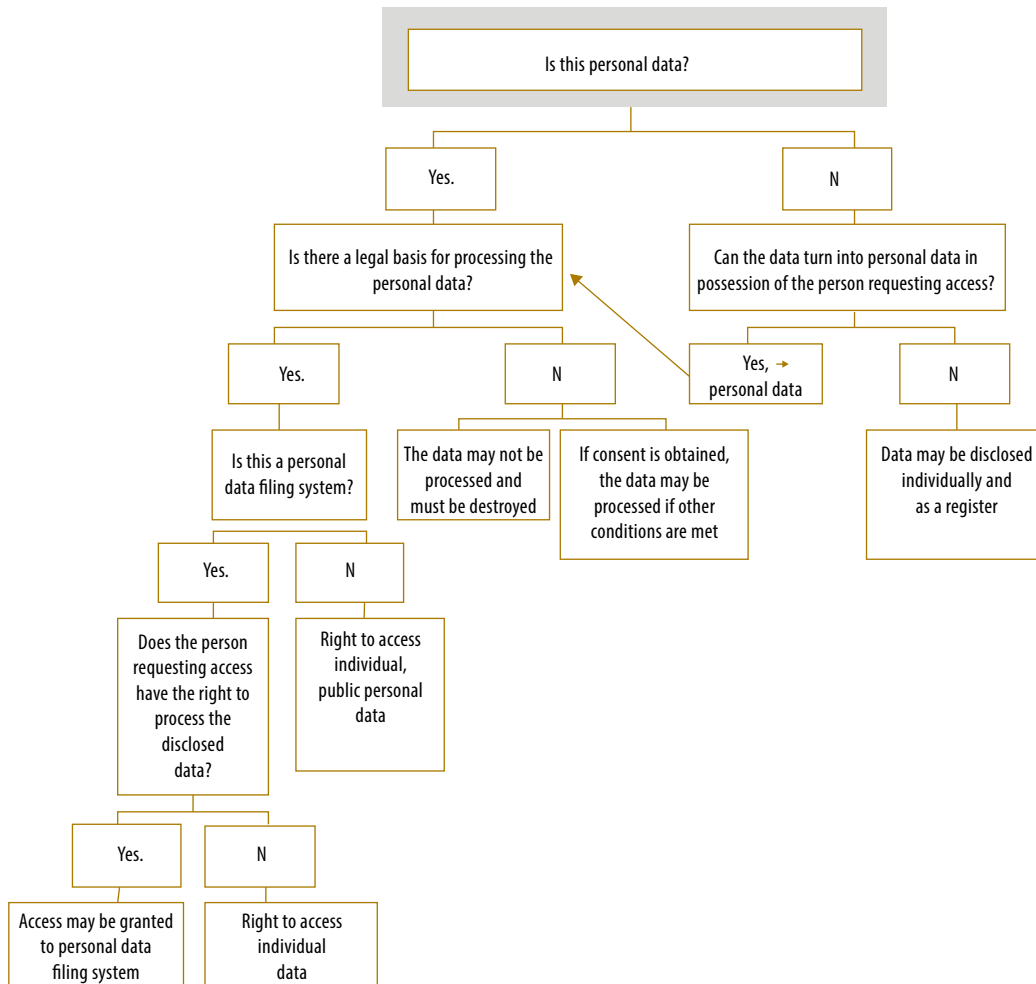 Is this personal data?
Yes.
N
Is there a legal basis for processing the
personal data?
Can the data turn into personal data in
possession of the person requesting access?
Yes.
N
Yes, →
personal data
N
Is this a personal
data filing system?
The data may not be
processed and
must be destroyed
If consent is obtained,
the data may be
processed if other
conditions are met
Data may be disclosed
individually and
as a register
Yes.
N
Does the person
requesting access
have the right to
process the
disclosed
data?
Right to access
individual,
public personal
data
Yes.
N
Access may be granted
to personal data
filing system
Right to access
individual
data